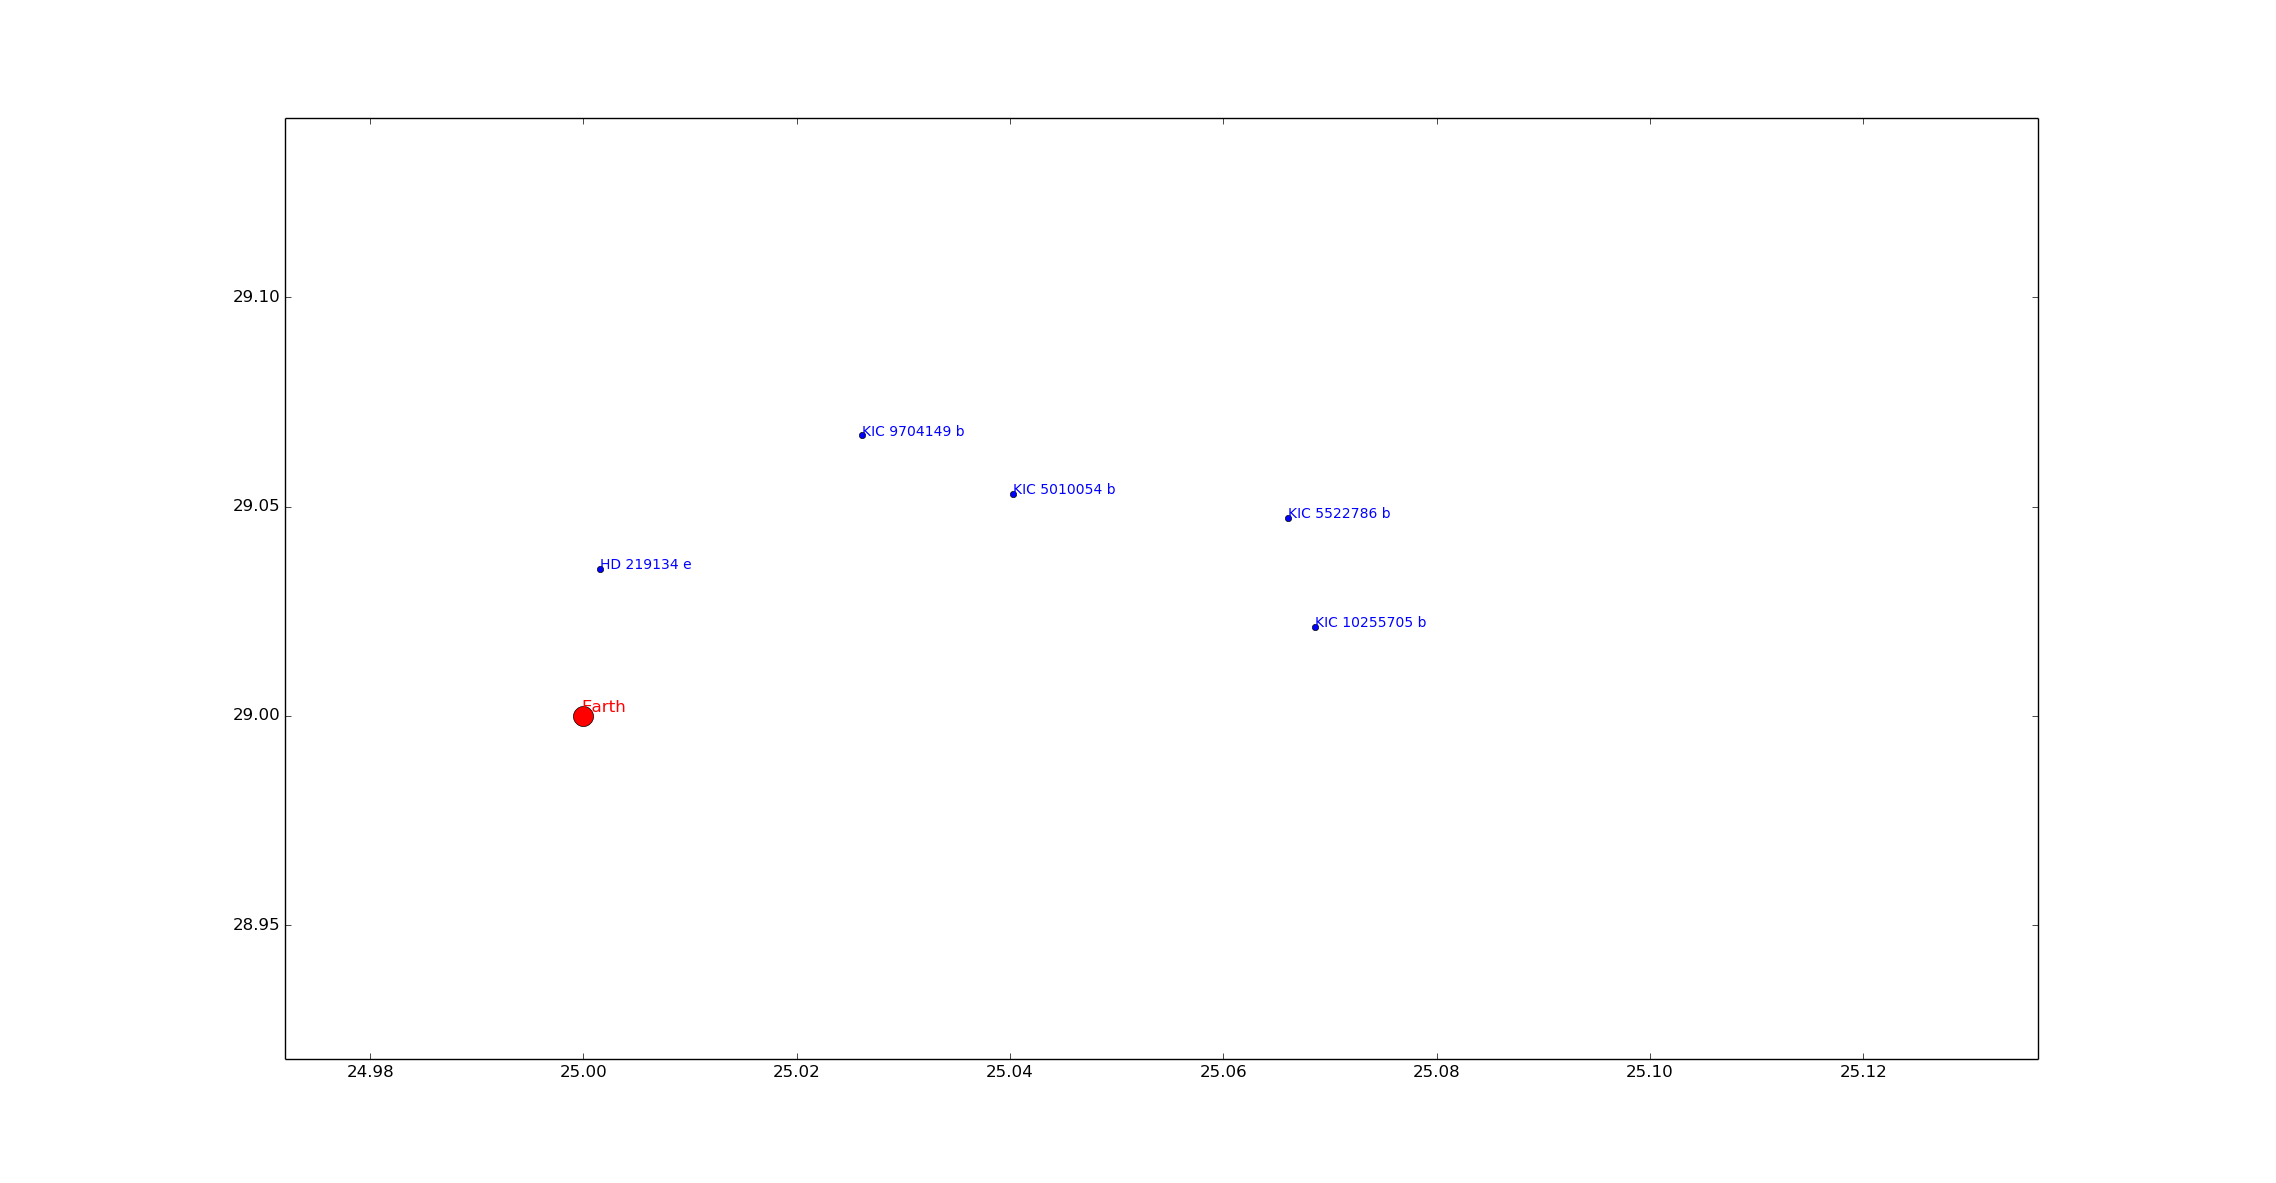 29.10
KIC 9704149 b
KIC 5010054 b
29.05
KIC 5522786 b
HD 219134 e
KIC 10255705 b
Earth
29.00
28.95
24.98 25.00 25.02 25.04 25.06 25.08 25.10 25.12